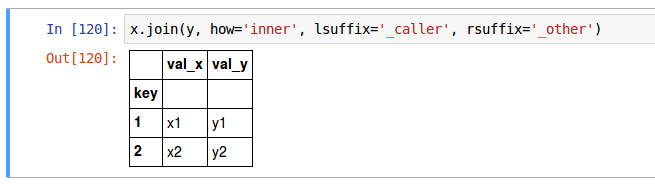 In [120]: x.join(y, how='inner', lsuffix='_caller', rsuffix='_other')
Out[120]:
val_x val_y
key
1 x1 y1
2 x2 y2